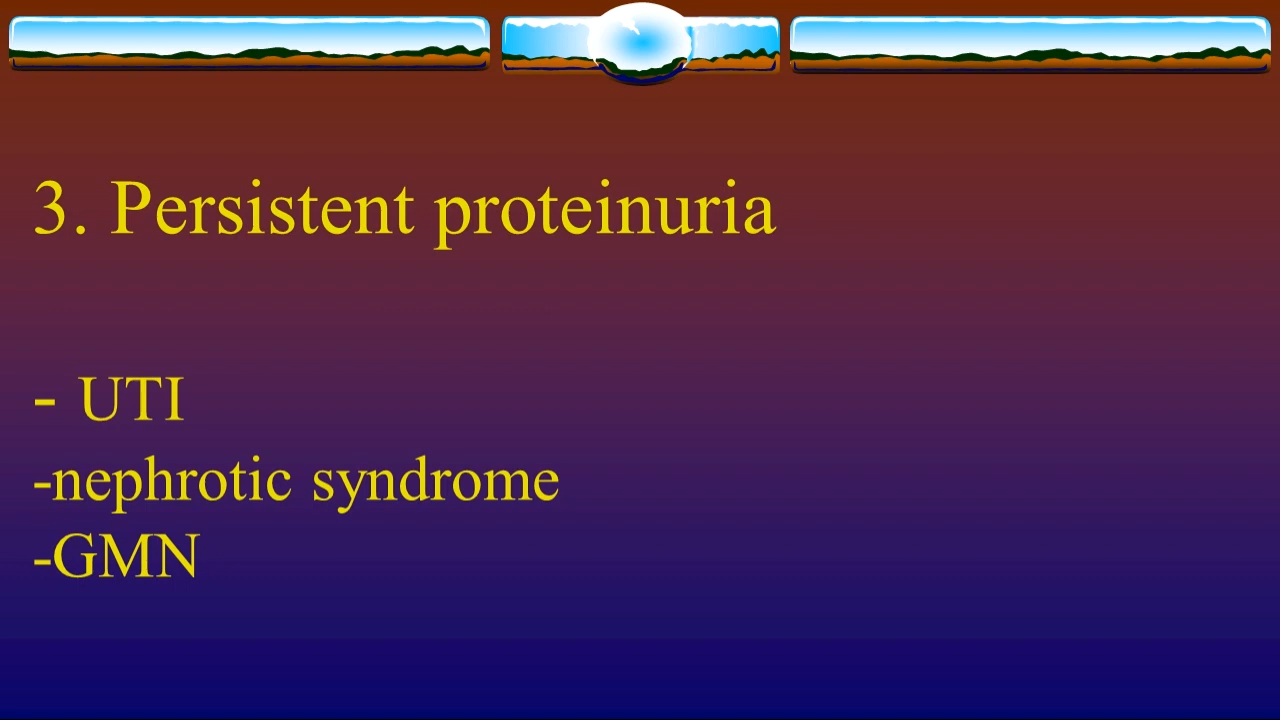 3. Persistent proteinuria
- UTI
-nephrotic syndrome
-GMN